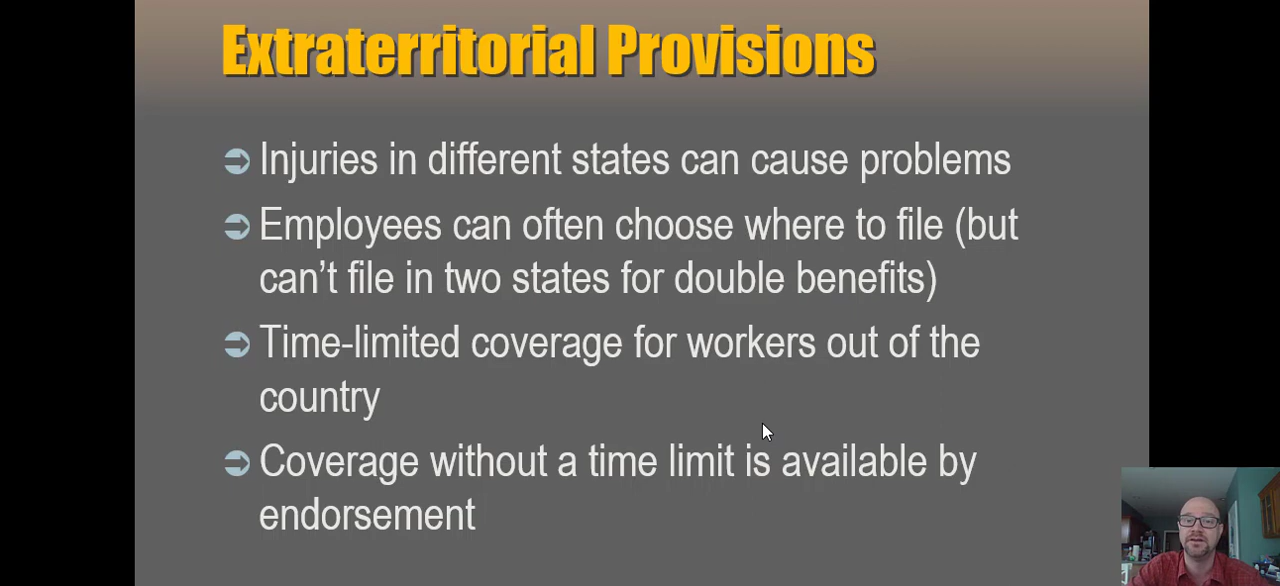 Extraterritorial Provisions
Injuries in different states can cause problems
Employees can often choose where to file (but
can't file in two states for double benefits)
Time-limited coverage for workers out of the
country
Coverage without a time limit is available by
endorsement